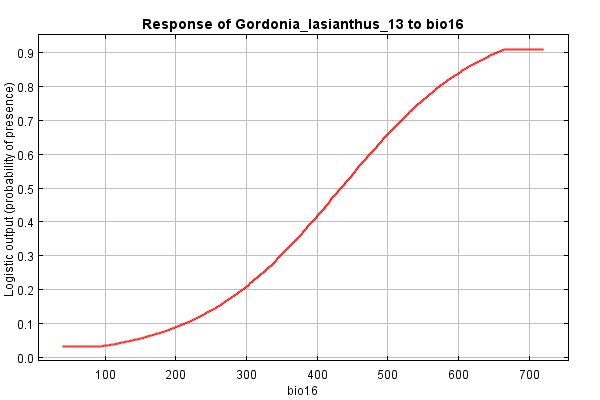 Response of Gordonia_lasianthus_13 to bio16
Logistic output (probability of presence)
0.9
0.8
0.7
0.6
0.5
0.4
0.3
0.2
0.1
0.0
100 200 300 400 500 600 700
bio16